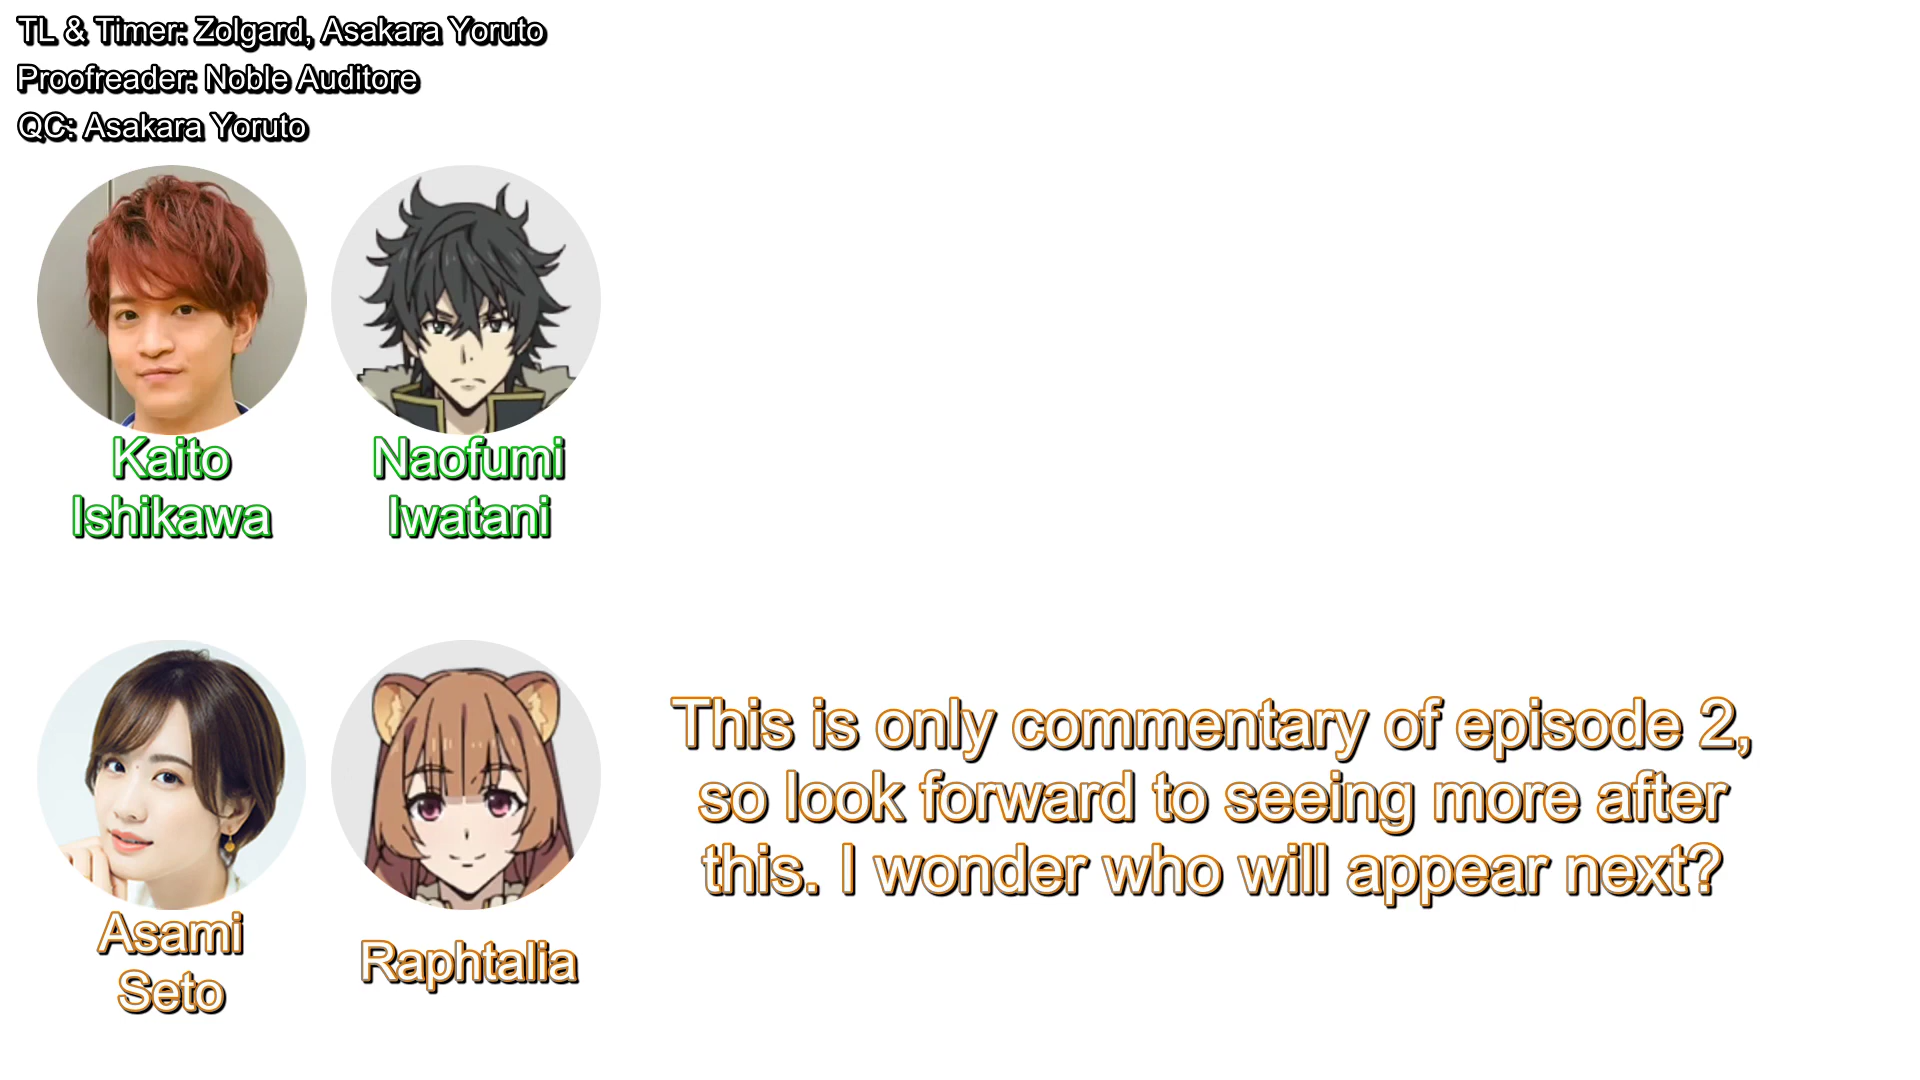 TL & Timer: Zolgard, Asakara Yoruto
Proofreader: Noble Auditore
QC: Asakara Yoruto
Kaito
Ishikawa
Naofumi
Iwatani
This is only commentary of episode 2,
so look forward to seeing more after
this. I wonder who will appear next?
Asami
Seto
Raphtalia